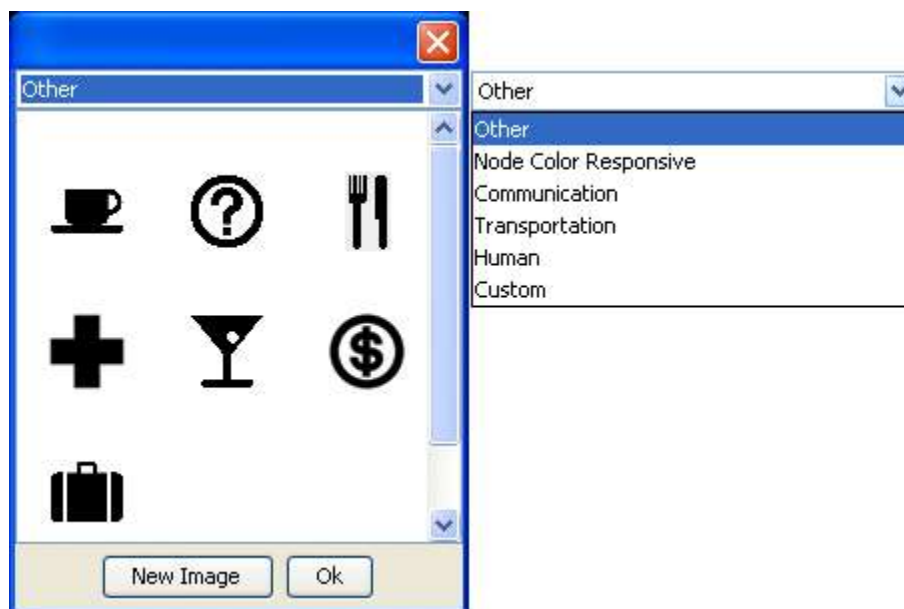 Other
Other
Other
Node Color Responsive
Communication
Transportation
Human
Custom
?
$
New Image
Ok